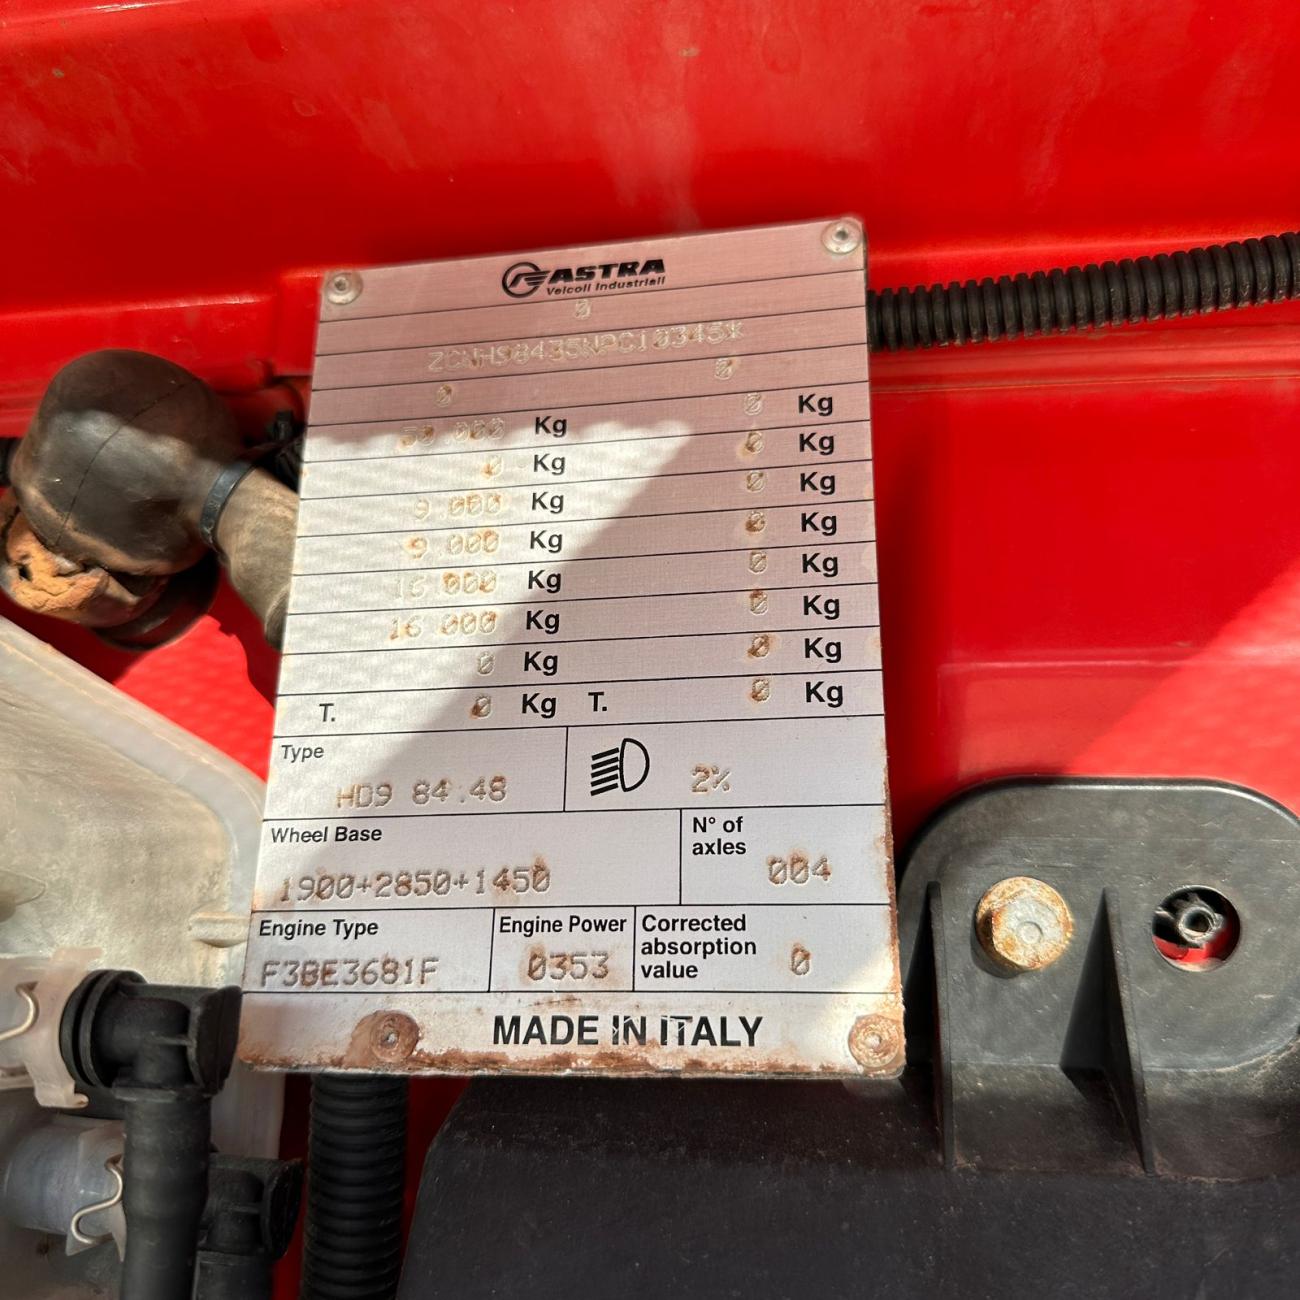 ASTRA
Veicoli Industriali
0
0 0
50.000 Kg 0 Kg
0 Kg 0 Kg
9.000 Kg 0 Kg
9.000 Kg 0 Kg
16.000 Kg 0 Kg
16.000 Kg 0 Kg
0 Kg 0 Kg
T. 0 Kg T. 0 Kg
Type
HD9 84.48 2%
Wheel Base N° of axles
1900+2850+1450 004
Engine Type Engine Power Corrected absorption value
F3BE3681F 0353 0
MADE IN ITALY